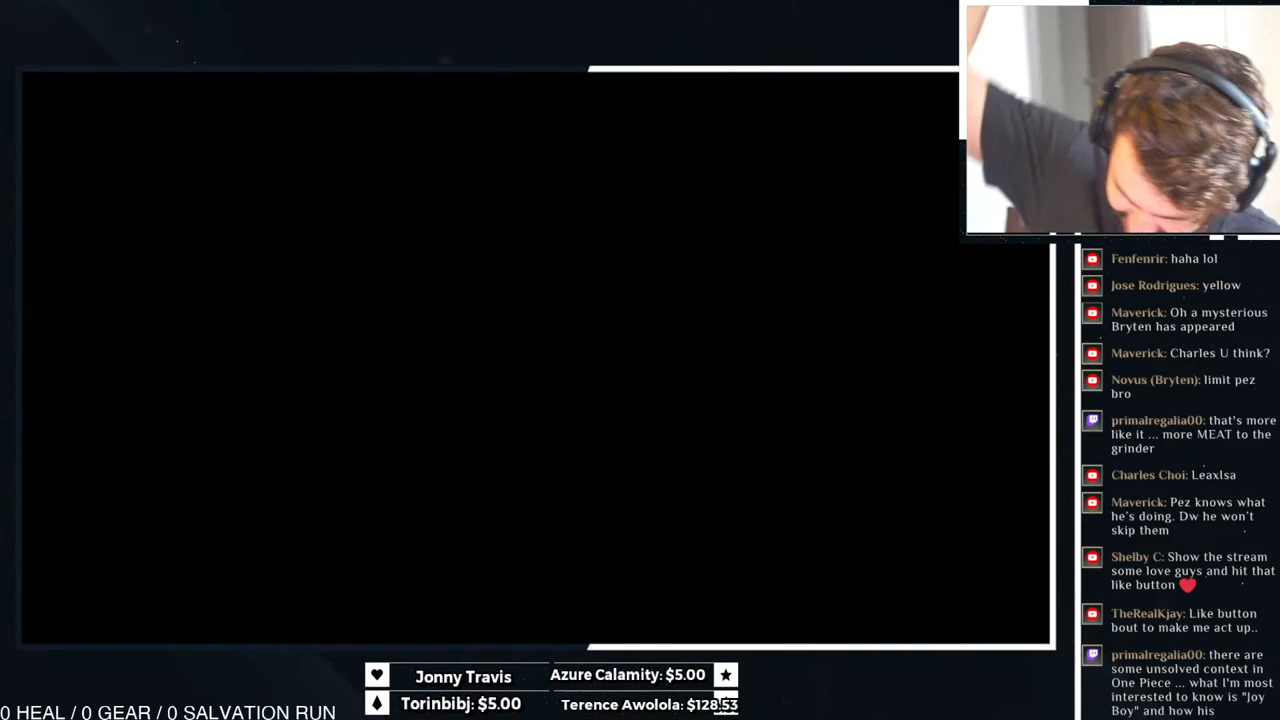 Fenfenrir: haha lol
Jose Rodrigues: yellow
Maverick: Oh a mysterious
Bryten has appeared
Maverick: Charles U think?
Novus (Bryten): limit pez
bro
primalregalia00: that's more
like it ... more MEAT to the
grinder
Charles Choi: LeaxIsa
Maverick: Pez knows what
he's doing. Dw he won't
skip them
Shelby C: Show the stream
some love guys and hit that
like button ❤
TheRealKjay: Like button
bout to make me act up..
primalregalia00: there are
some unsolved context in
One Piece ... what I'm most
interested to know is "Joy
Boy" and how his
Jonny Travis
Azure Calamity: $5.00
Torinbibj: $5.00
Terence Awolola: $128.53
0 HEAL / 0 GEAR / 0 SALVATION RUN